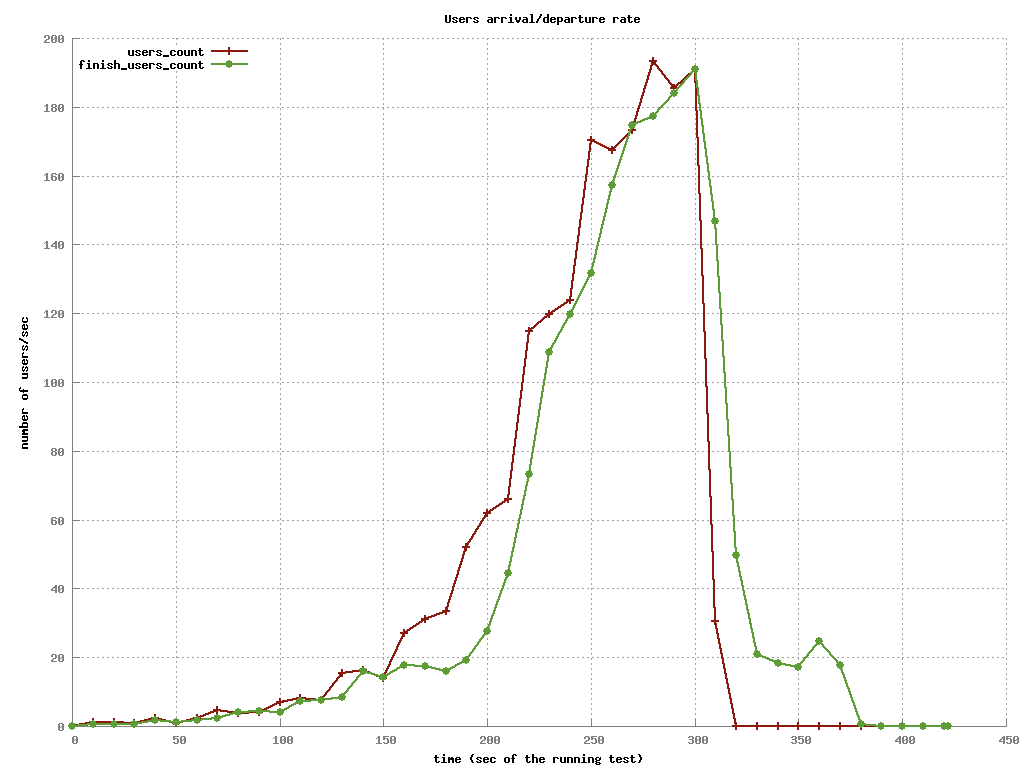 Users arrival/departure rate
users_count
finish_users_count
200
180
160
140
120
100
80
60
40
20
0
number of users/sec
0 50 100 150 200 250 300 350 400 450
time (sec of the running test)